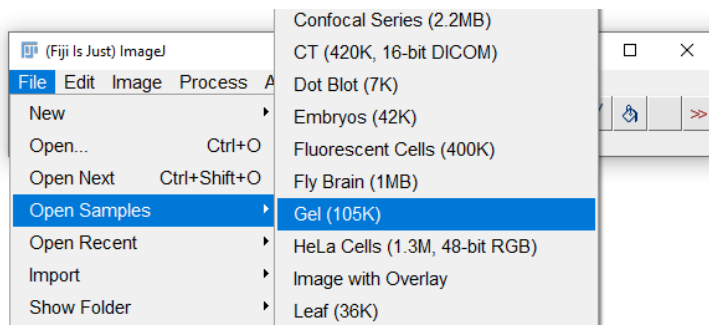 Confocal Series (2.2MB)
(Fiji Is Just) ImageJ
CT (420K, 16-bit DICOM)
File Edit Image Process A
Dot Blot (7K)
New
Embryos (42K)
>>
Open... Ctrl+O
Fluorescent Cells (400K)
Open Next Ctrl+Shift+O
Fly Brain (1MB)
Open Samples
Gel (105K)
Open Recent
HeLa Cells (1.3M, 48-bit RGB)
Import
Image with Overlay
Show Folder
Leaf (36K)